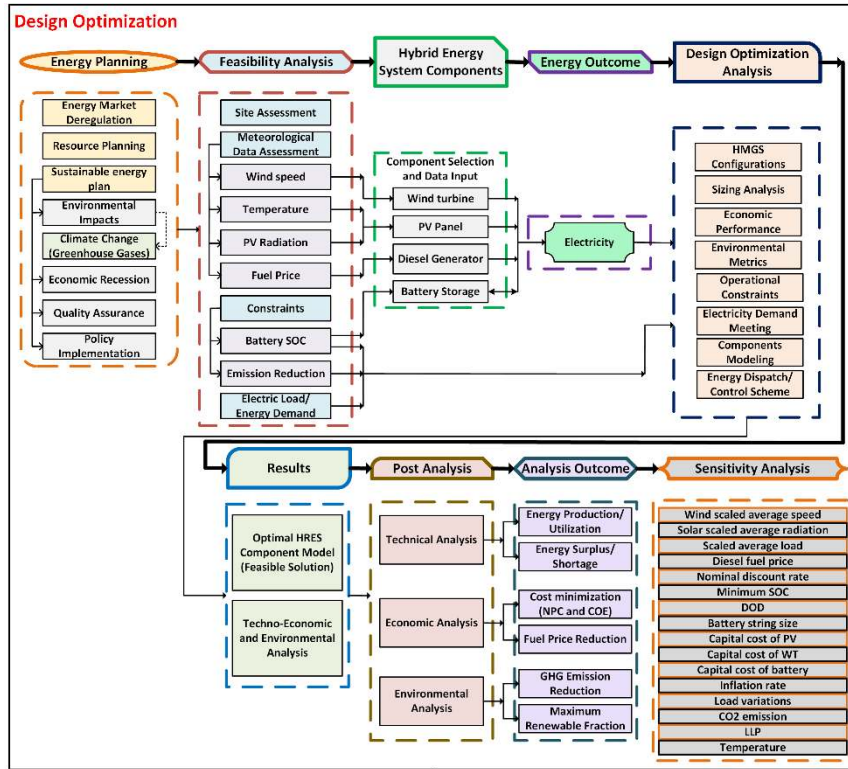 Design Optimization
Energy Planning
Feasibility Analysis
Hybrid Energy
System Components
Energy Outcome
Design Optimization
Analysis
Energy Market
Deregulation
Resource Planning
Sustainable energy
plan
Environmental
Impacts
Climate Change
(Greenhouse Gases)
Economic Recession
Quality Assurance
Policy
Implementation
Site Assessment
Meteorological
Data Assessment
Wind speed
Temperature
PV Radiation
Fuel Price
Constraints
Battery SOC
Emission Reduction
Electric Load/
Energy Demand
Component Selection
and Data Input
Wind turbine
PV Panel
Diesel Generator
Battery Storage
Electricity
HMGS
Configurations
Sizing Analysis
Economic
Performance
Environmental
Metrics
Operational
Constraints
Electricity Demand
Meeting
Components
Modeling
Energy Dispatch/
Control Scheme
Results
Post Analysis
Analysis Outcome
Sensitivity Analysis
Optimal HRES
Component Model
(Feasible Solution)
Techno-Economic
and Environmental
Analysis
Technical Analysis
Economic Analysis
Environmental
Analysis
Energy Production/
Utilization
Energy Surplus/
Shortage
Cost minimization
(NPC and COE)
Fuel Price Reduction
GHG Emission
Reduction
Maximum
Renewable Fraction
Wind scaled average speed
Solar scaled average radiation
Scaled average load
Diesel fuel price
Nominal discount rate
Minimum SOC
DOD
Battery string size
Capital cost of PV
Capital cost of WT
Capital cost of battery
Inflation rate
Load variations
CO2 emission
LLP
Temperature